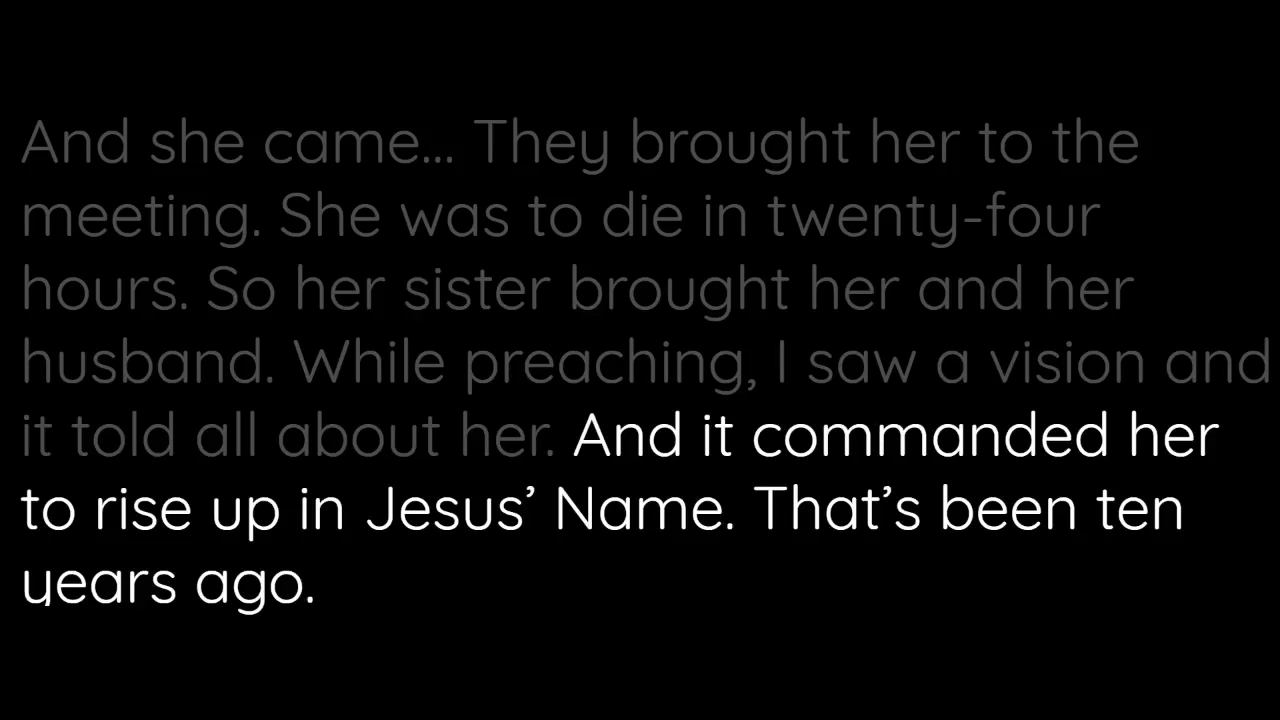 And she came... They brought her to the
meeting. She was to die in twenty-four
hours. So her sister brought her and her
husband. While preaching, I saw a vision and
it told all about her. And it commanded her
to rise up in Jesus’ Name. That’s been ten
years ago.